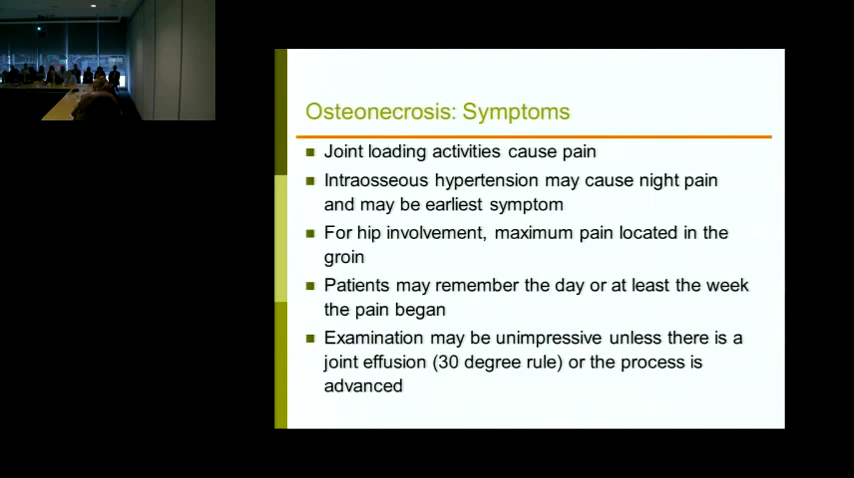 Osteonecrosis: Symptoms
Joint loading activities cause pain
Intraosseous hypertension may cause night pain
and may be earliest symptom
For hip involvement, maximum pain located in the
groin
Patients may remember the day or at least the week
the pain began
Examination may be unimpressive unless there is a
joint effusion (30 degree rule) or the process is
advanced